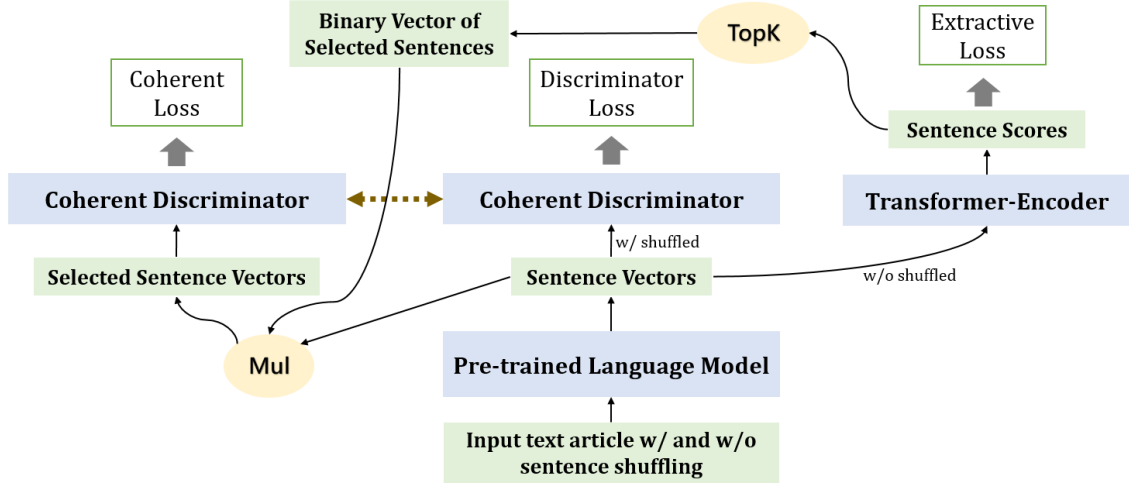 Binary Vector of
Selected Sentences
TopK
Extractive
Loss
Coherent
Loss
Discriminator
Loss
Sentence Scores
Coherent Discriminator
Coherent Discriminator
Transformer-Encoder
w/ shuffled
Selected Sentence Vectors
Sentence Vectors
w/o shuffled
Mul
Pre-trained Language Model
Input text article w/ and w/o
sentence shuffling